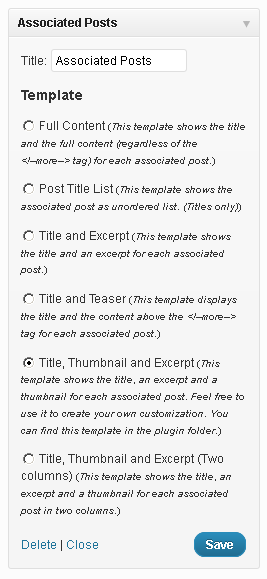 Associated Posts
Title: Associated Posts
Template
Full Content (This template shows the title
and the full content (regardless of the
<!--more--> tag) for each associated post.)
Post Title List (This template shows the
associated post as unordered list. (Titles only))
Title and Excerpt (This template shows
the title and an excerpt for each associated
post.)
Title and Teaser (This template displays
the title and the content above the <!--more-->
tag for each associated post.)
Title, Thumbnail and Excerpt (This
template shows the title, an excerpt and a
thumbnail for each associated post. Feel free to
use it to create your own customization. You
can find this template in the plugin folder.)
Title, Thumbnail and Excerpt (Two
columns) (This template shows the title, an
excerpt and a thumbnail for each associated
post in two columns.)
Delete | Close Save